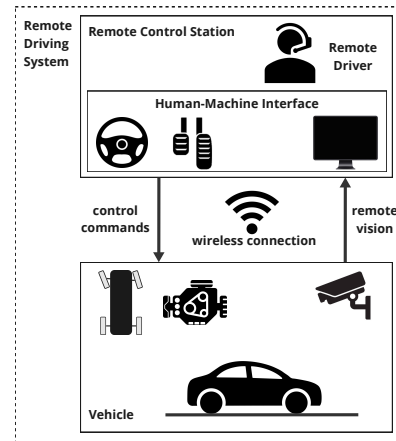 Remote
Driving
System
Remote Control Station
Remote
Driver
Human-Machine Interface
control
commands
wireless connection
remote
vision
Vehicle